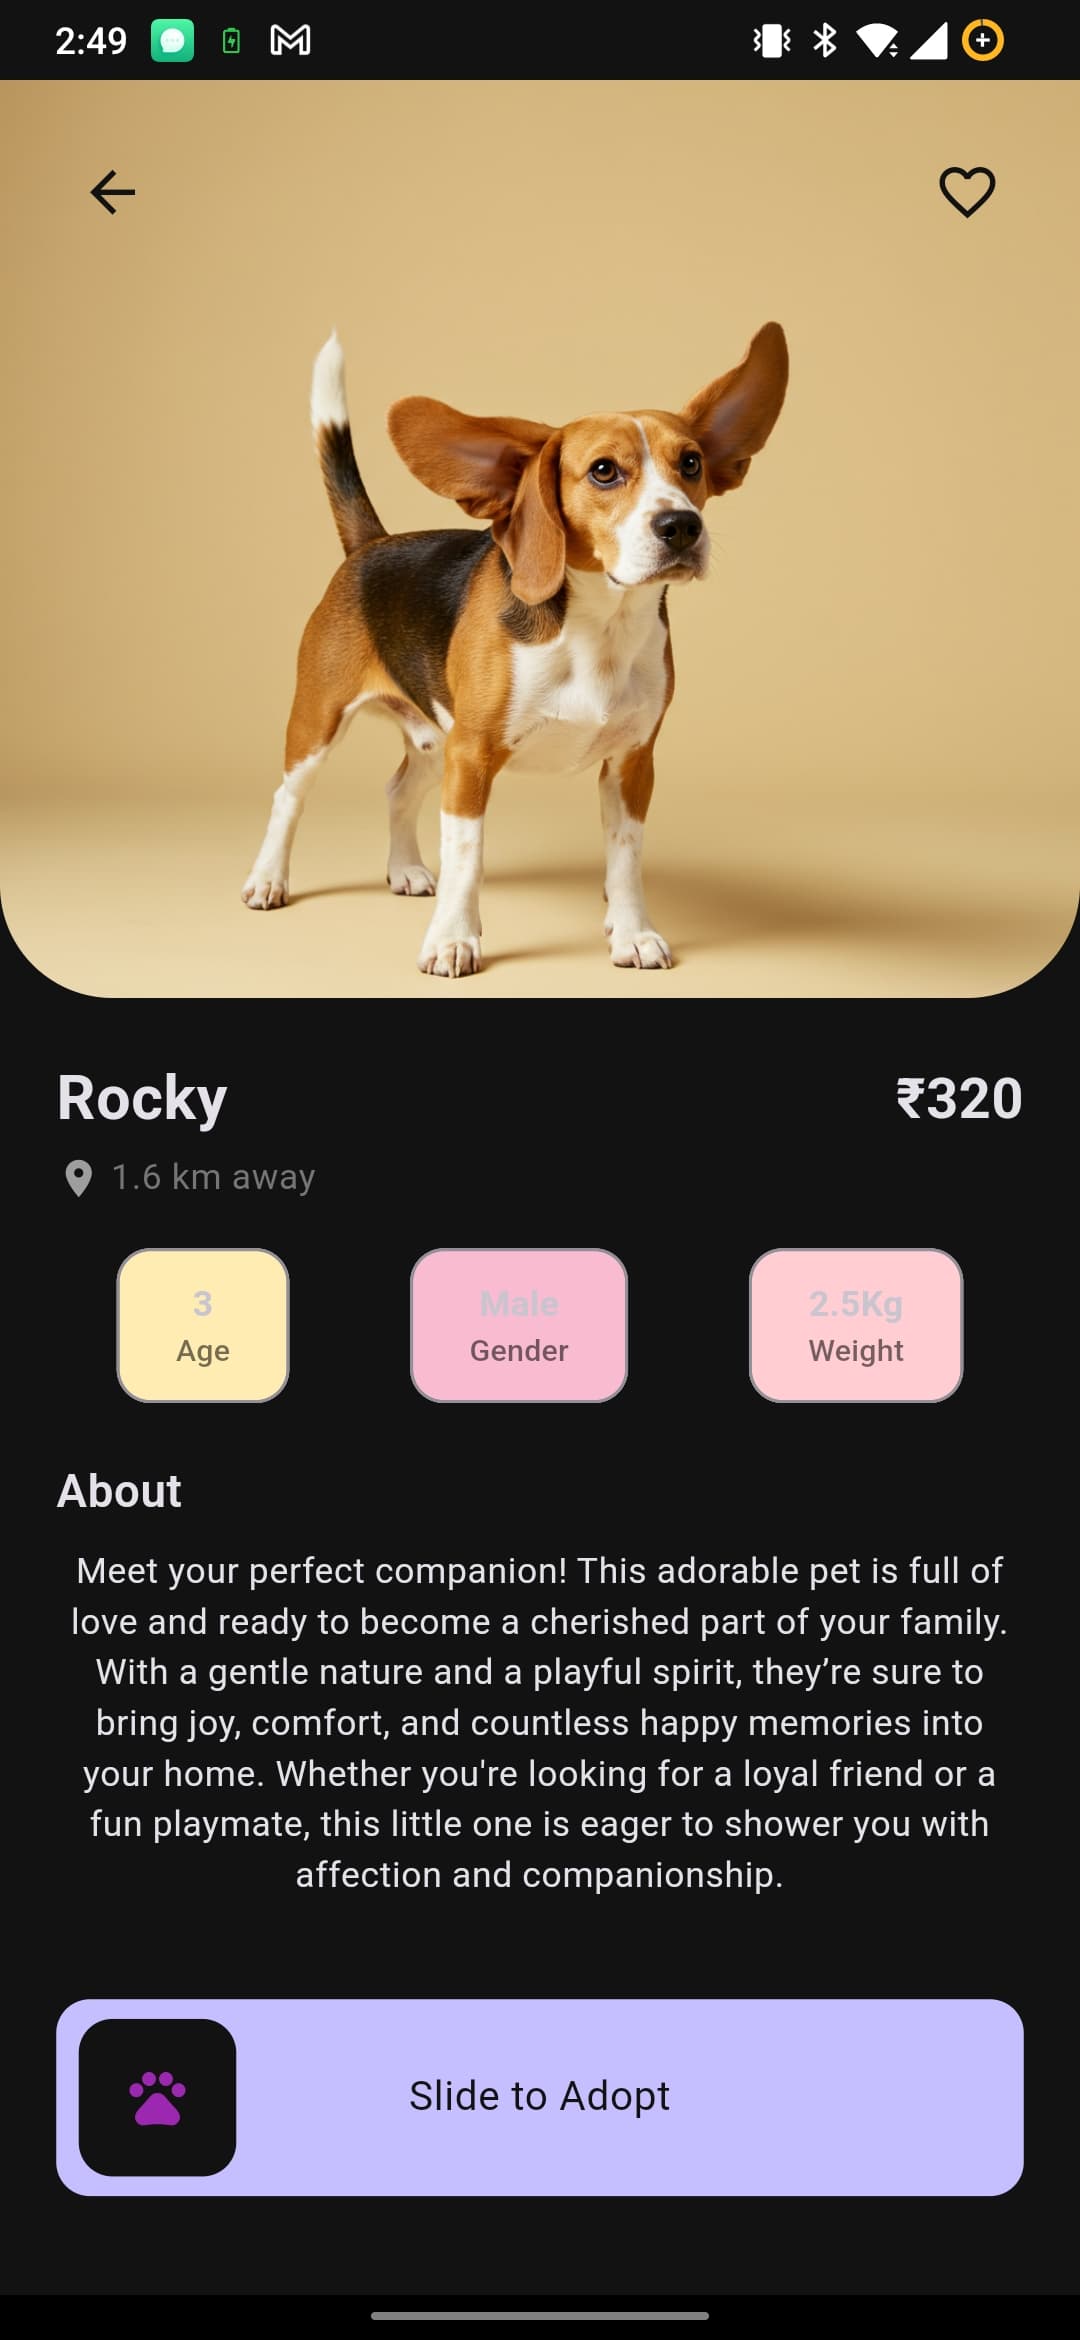 2:49
Rocky
₹320
1.6 km away
3
Age
Male
Gender
2.5Kg
Weight
About
Meet your perfect companion! This adorable pet is full of
love and ready to become a cherished part of your family.
With a gentle nature and a playful spirit, they’re sure to
bring joy, comfort, and countless happy memories into
your home. Whether you're looking for a loyal friend or a
fun playmate, this little one is eager to shower you with
affection and companionship.
Slide to Adopt